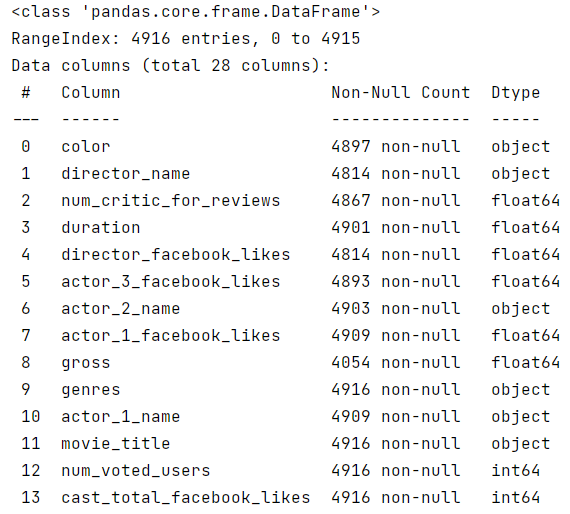 <class 'pandas.core.frame.DataFrame'>
RangeIndex: 4916 entries, 0 to 4915
Data columns (total 28 columns):
 #   Column                     Non-Null Count  Dtype
---  ------                     --------------  -----
 0   color                      4897 non-null   object
 1   director_name              4814 non-null   object
 2   num_critic_for_reviews     4867 non-null   float64
 3   duration                   4901 non-null   float64
 4   director_facebook_likes    4814 non-null   float64
 5   actor_3_facebook_likes     4893 non-null   float64
 6   actor_2_name               4903 non-null   object
 7   actor_1_facebook_likes     4909 non-null   float64
 8   gross                      4054 non-null   float64
 9   genres                     4916 non-null   object
 10  actor_1_name               4909 non-null   object
 11  movie_title                4916 non-null   object
 12  num_voted_users            4916 non-null   int64
 13  cast_total_facebook_likes  4916 non-null   int64